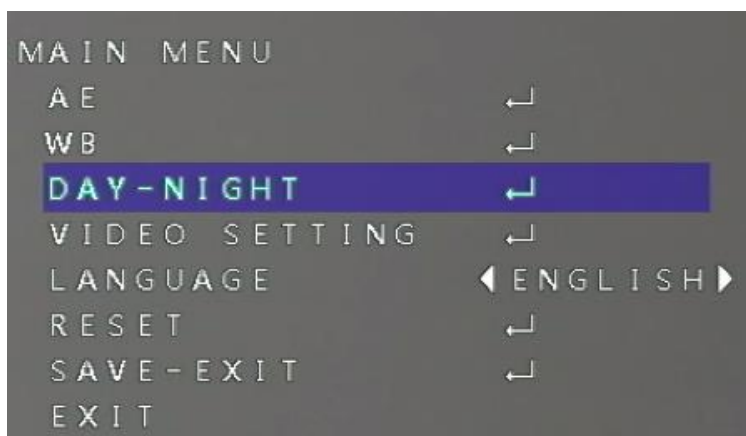 MAIN MENU
AE ↵
WB ↵
DAY-NIGHT ↵
VIDEO SETTING ↵
LANGUAGE ◀ENGLISH▶
RESET ↵
SAVE-EXIT ↵
EXIT